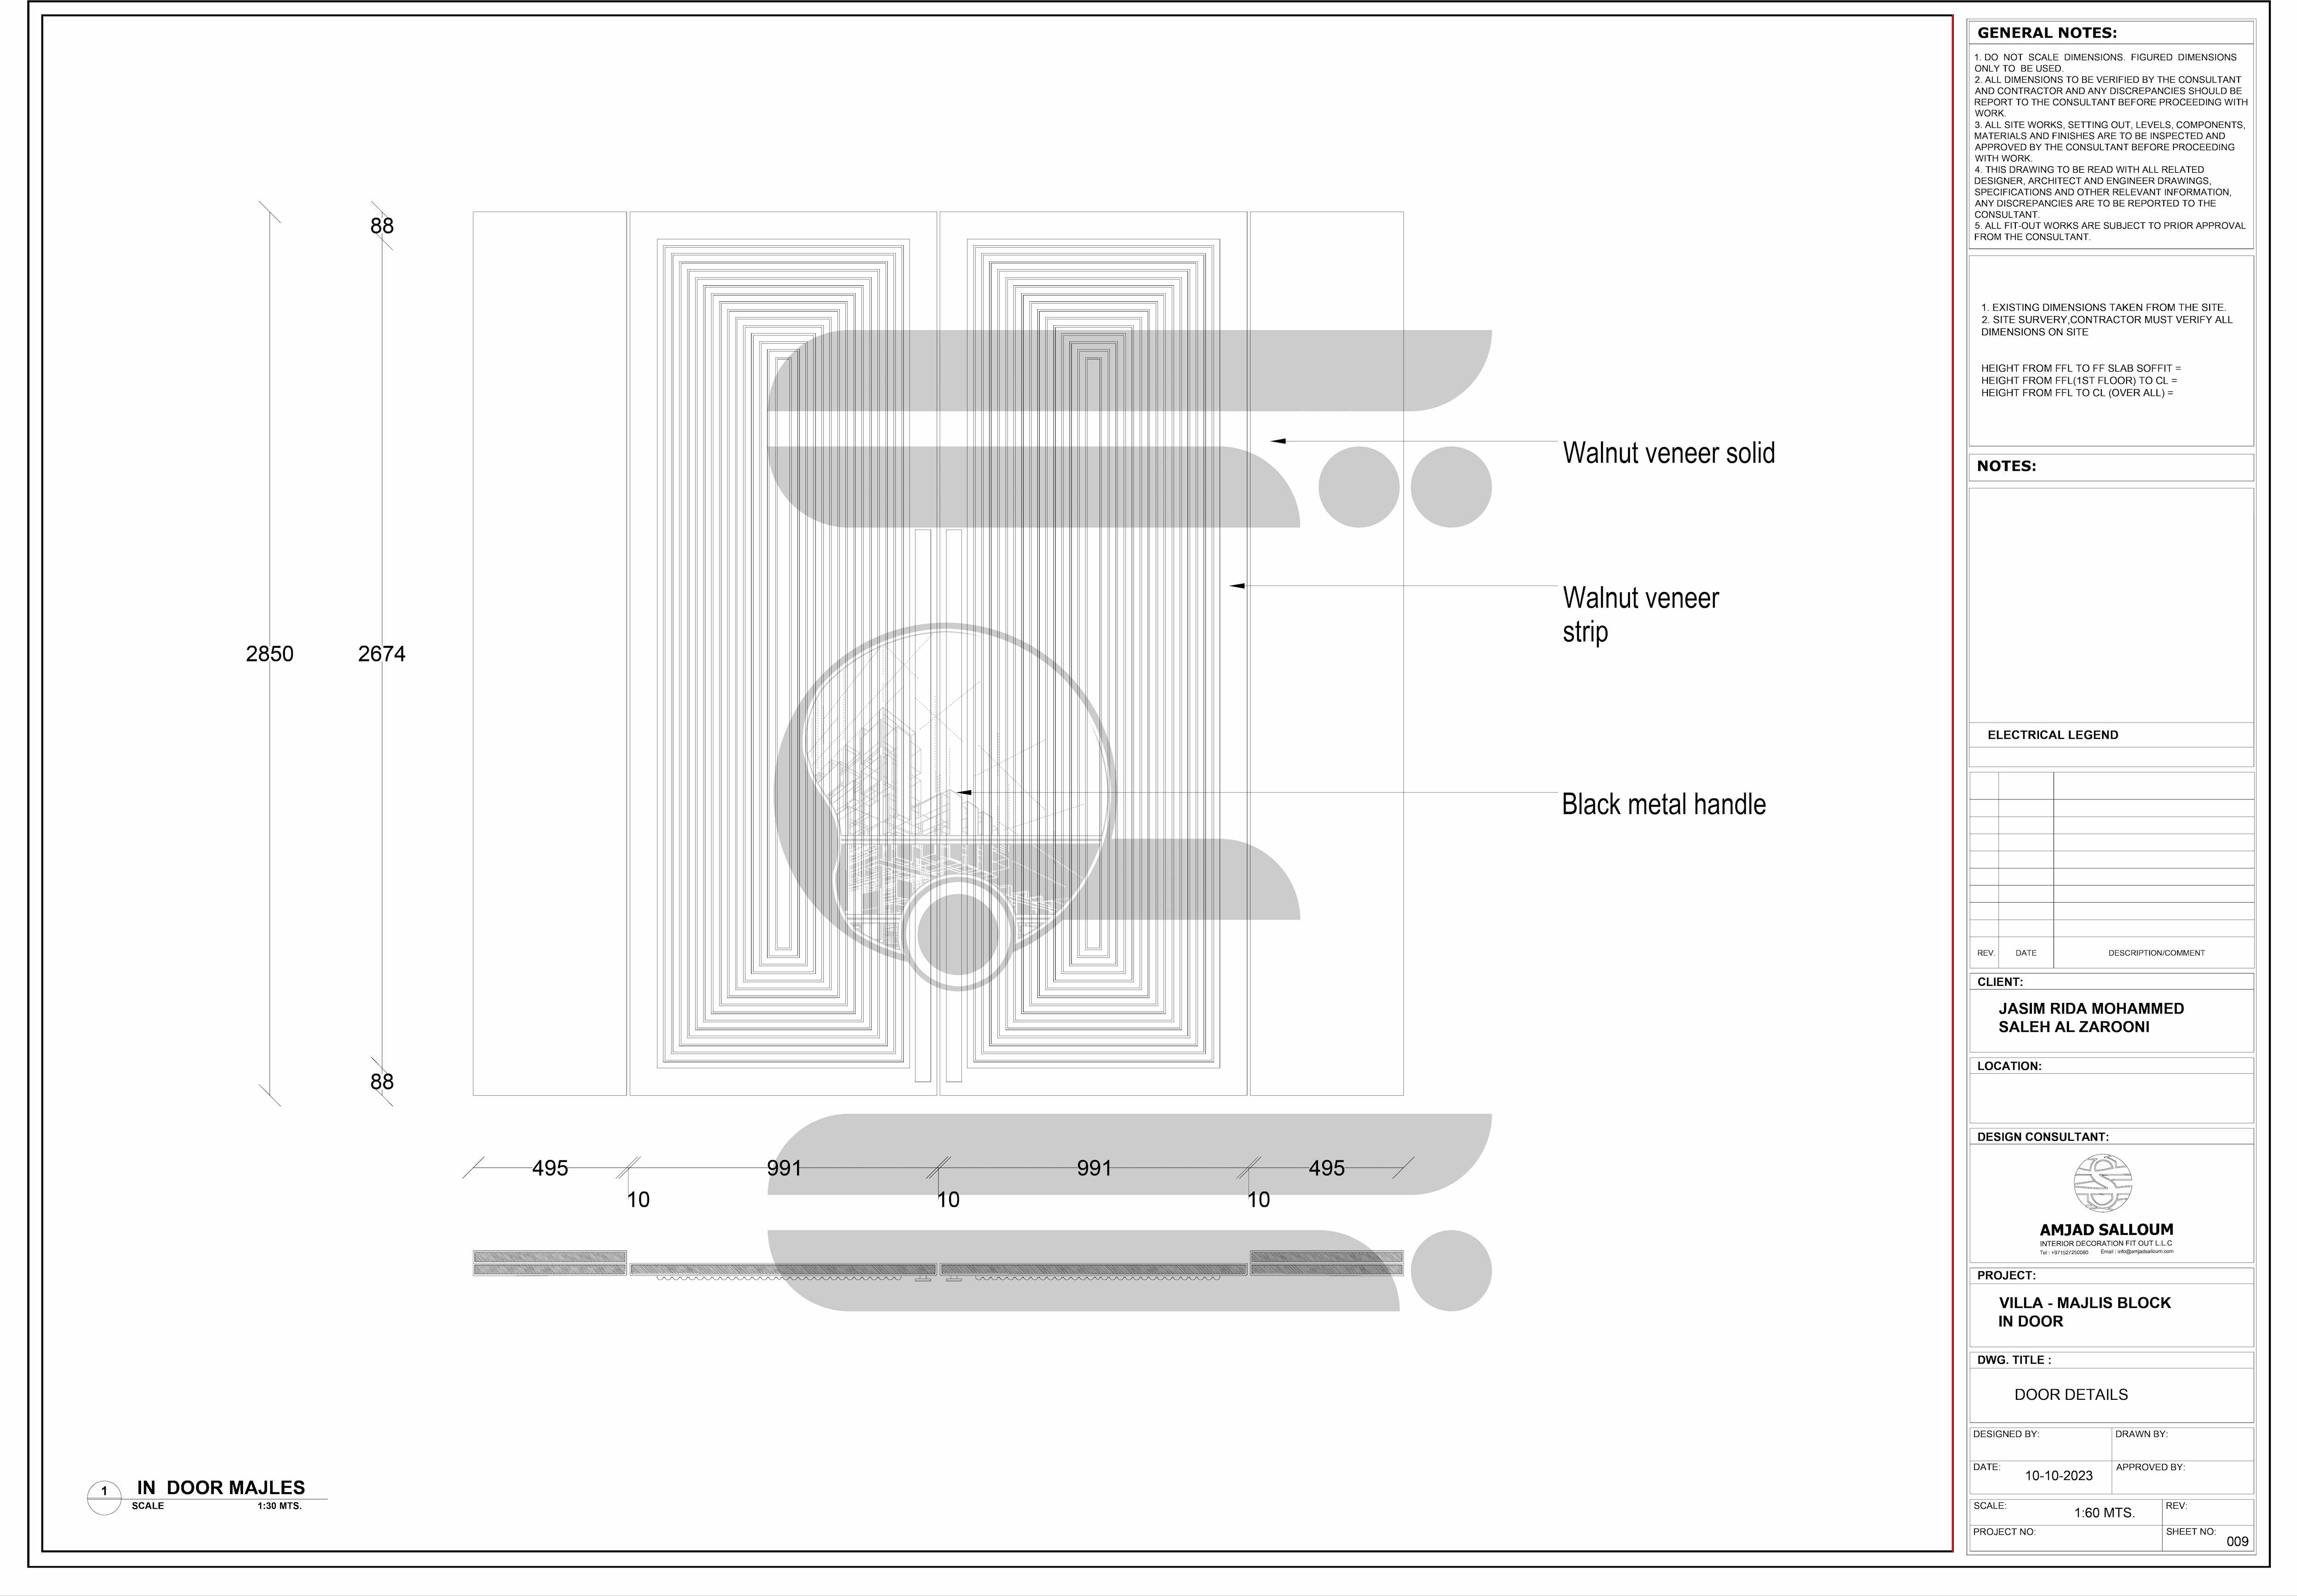 88
2850
2674
88
Walnut veneer solid
Walnut veneer
strip
Black metal handle
495
991
991
495
10
10
10
1
IN DOOR MAJLES
SCALE 1:30 MTS.
GENERAL NOTES:
1. DO NOT SCALE DIMENSIONS. FIGURED DIMENSIONS
ONLY TO BE USED.
2. ALL DIMENSIONS TO BE VERIFIED BY THE CONSULTANT
AND CONTRACTOR AND ANY DISCREPANCIES SHOULD BE
REPORT TO THE CONSULTANT BEFORE PROCEEDING WITH
WORK.
3. ALL SITE WORKS, SETTING OUT, LEVELS, COMPONENTS,
MATERIALS AND FINISHES ARE TO BE INSPECTED AND
APPROVED BY THE CONSULTANT BEFORE PROCEEDING
WITH WORK.
4. THIS DRAWING TO BE READ WITH ALL RELATED
DESIGNER, ARCHITECT AND ENGINEER DRAWINGS,
SPECIFICATIONS AND OTHER RELEVANT INFORMATION,
ANY DISCREPANCIES ARE TO BE REPORTED TO THE
CONSULTANT.
5. ALL FIT-OUT WORKS ARE SUBJECT TO PRIOR APPROVAL
FROM THE CONSULTANT.
1. EXISTING DIMENSIONS TAKEN FROM THE SITE.
2. SITE SURVERY,CONTRACTOR MUST VERIFY ALL
DIMENSIONS ON SITE
HEIGHT FROM FFL TO FF SLAB SOFFIT =
HEIGHT FROM FFL(1ST FLOOR) TO CL =
HEIGHT FROM FFL TO CL (OVER ALL) =
NOTES:
ELECTRICAL LEGEND
REV. DATE DESCRIPTION/COMMENT
CLIENT:
JASIM RIDA MOHAMMED
SALEH AL ZAROONI
LOCATION:
DESIGN CONSULTANT:
AMJAD SALLOUM
INTERIOR DECORATION FIT OUT L.L.C
Tel : +971527250080 Email : info@amjadsalloum.com
PROJECT:
VILLA - MAJLIS BLOCK
IN DOOR
DWG. TITLE :
DOOR DETAILS
DESIGNED BY: DRAWN BY:
DATE: 10-10-2023 APPROVED BY:
SCALE: 1:60 MTS. REV:
PROJECT NO: SHEET NO: 009